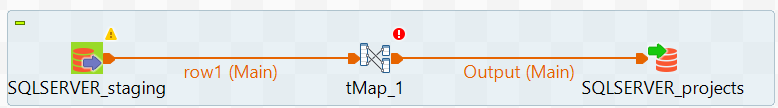 row1 (Main)
Output (Main)
SQLSERVER_staging
tMap_1
SQLSERVER_projects